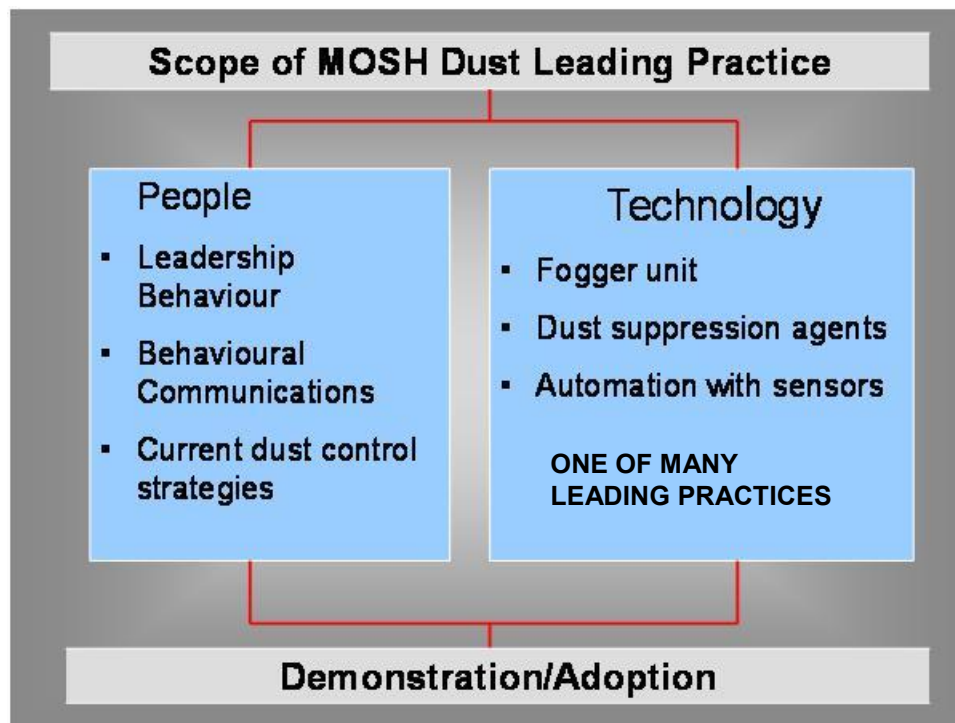 Scope of MOSH Dust Leading Practice
People
▪ Leadership
Behaviour
▪ Behavioural
Communications
▪ Current dust control
strategies
Technology
▪ Fogger unit
▪ Dust suppression agents
▪ Automation with sensors
ONE OF MANY
LEADING PRACTICES
Demonstration/Adoption